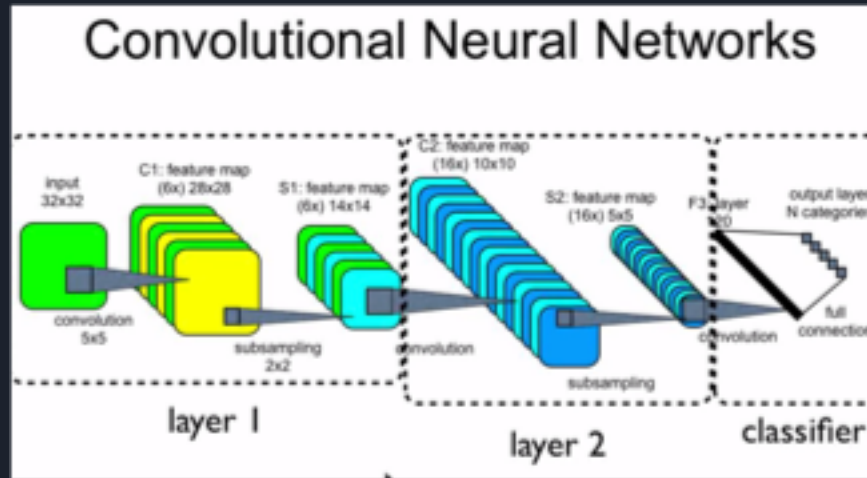 Convolutional Neural Networks
input
32x32
C1: feature map
(6x) 28x28
S1: feature map
(6x) 14x14
C2: feature map
(16x) 10x10
S2: feature map
(16x) 5x5
F3: layer
output layer
N categories
convolution
5x5
subsampling
2x2
convolution
subsampling
convolution
full
connection
layer 1
layer 2
classifier